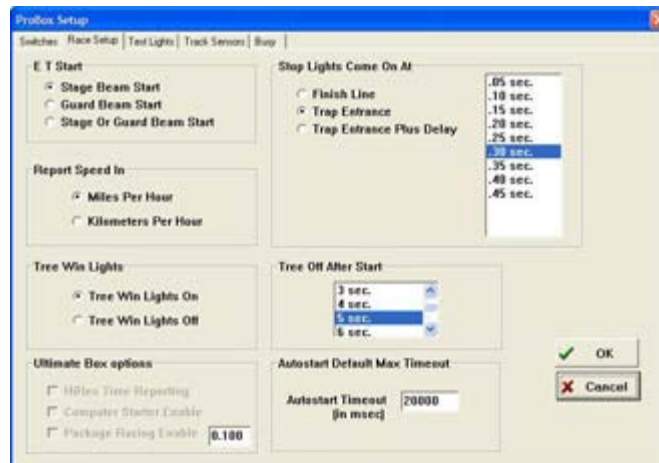 ProBox Setup
Switches | Race Setup | Test Lights | Track Sensors | Busy
E T Start
Stage Beam Start
Guard Beam Start
Stage Or Guard Beam Start
Report Speed In
Miles Per Hour
Kilometers Per Hour
Tree Win Lights
Tree Win Lights On
Tree Win Lights Off
Ultimate Box options
HiRes Time Reporting
Computer Starter Enable
Package Racing Enable 0.100
Stop Lights Come On At
Finish Line
Trap Entrance
Trap Entrance Plus Delay
.05 sec.
.10 sec.
.15 sec.
.20 sec.
.25 sec.
.30 sec.
.35 sec.
.40 sec.
.45 sec.
Tree Off After Start
3 sec.
4 sec.
5 sec.
6 sec.
Autostart Default Max Timeout
Autostart Timeout 20000
(in msec)
OK
Cancel